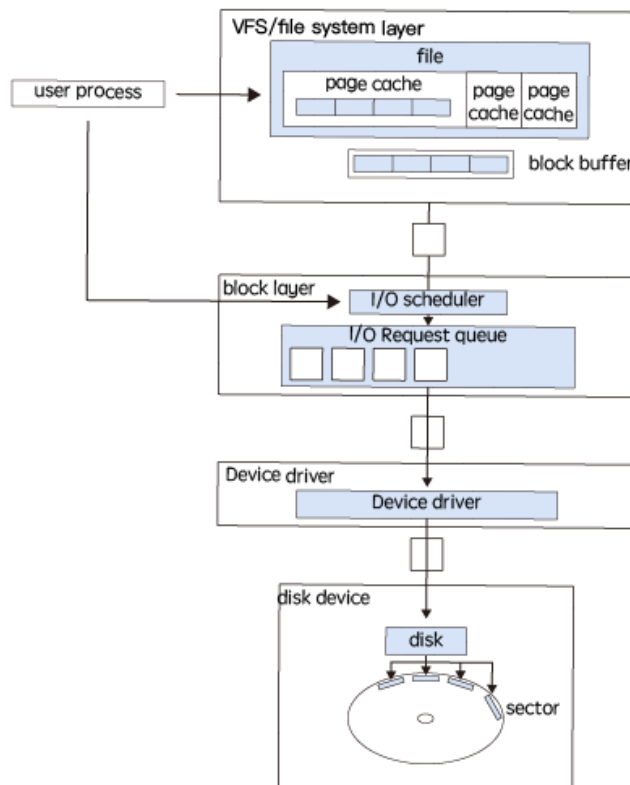 VFS/file system layer
file
user process
page cache
page
cache
page
cache
block buffer
block layer
I/O scheduler
I/O Request queue
Device driver
Device driver
disk device
disk
sector